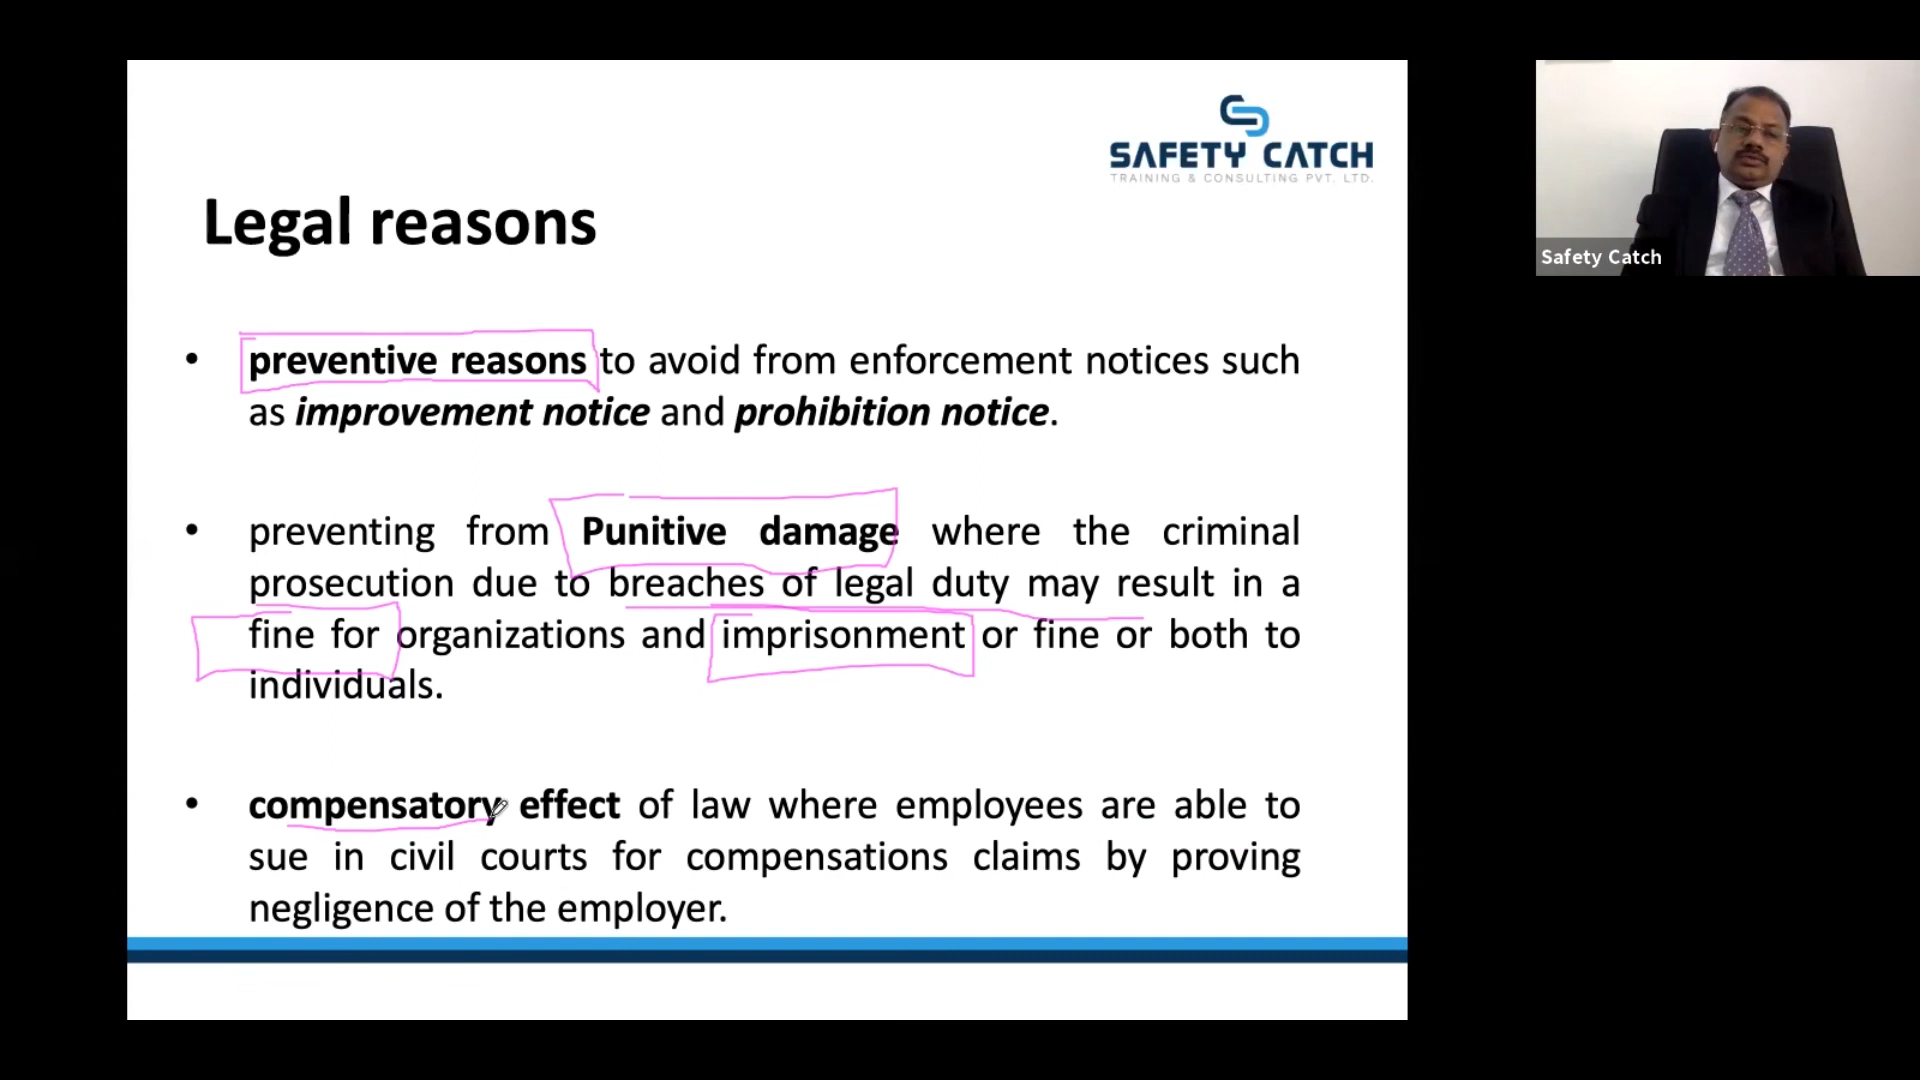 SAFETY CATCH
TRAINING & CONSULTING PVT. LTD.
Legal reasons
• preventive reasons to avoid from enforcement notices such
as improvement notice and prohibition notice.
• preventing from Punitive damage where the criminal
prosecution due to breaches of legal duty may result in a
fine for organizations and imprisonment or fine or both to
individuals.
• compensatory effect of law where employees are able to
sue in civil courts for compensations claims by proving
negligence of the employer.
Safety Catch